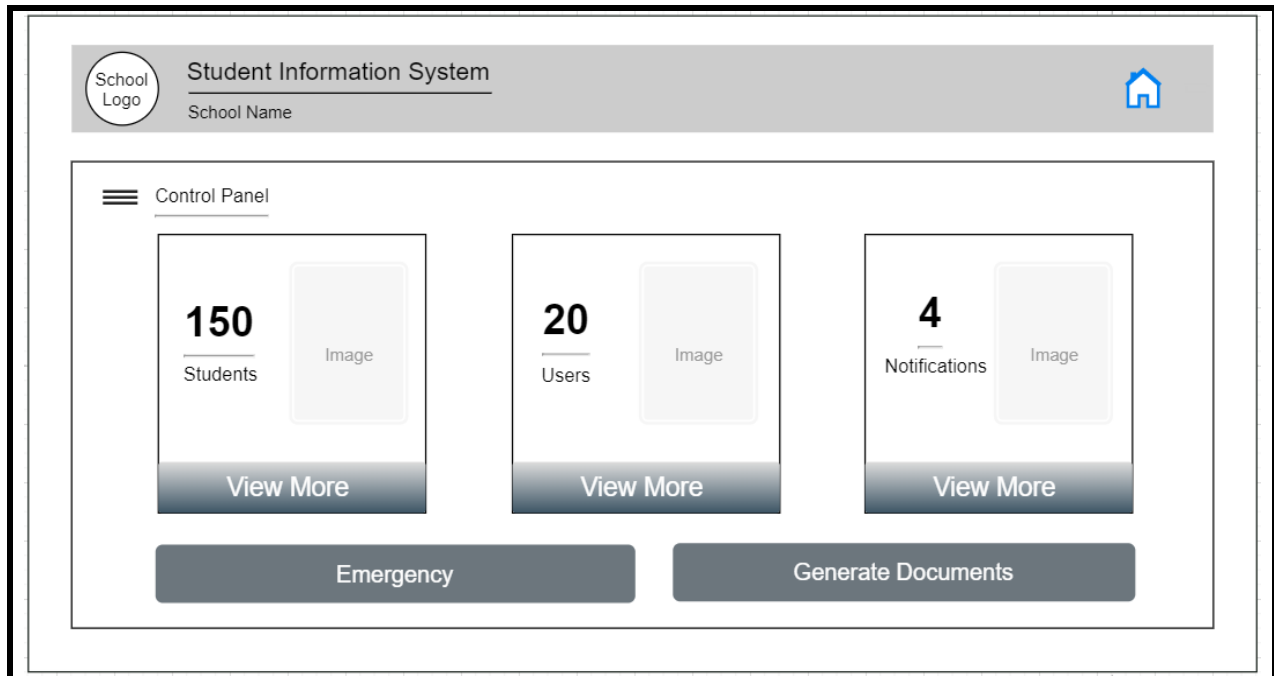 School
Logo
Student Information System
School Name
Control Panel
150
Students
Image
20
Users
Image
4
Notifications
Image
View More
View More
View More
Emergency
Generate Documents